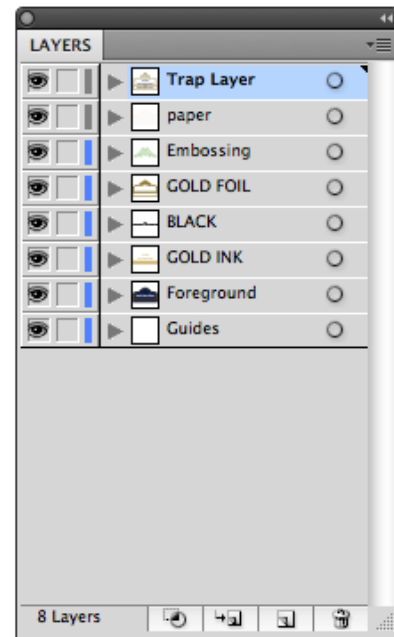 LAYERS
Trap Layer
paper
Embossing
GOLD FOIL
BLACK
GOLD INK
Foreground
Guides
8 Layers